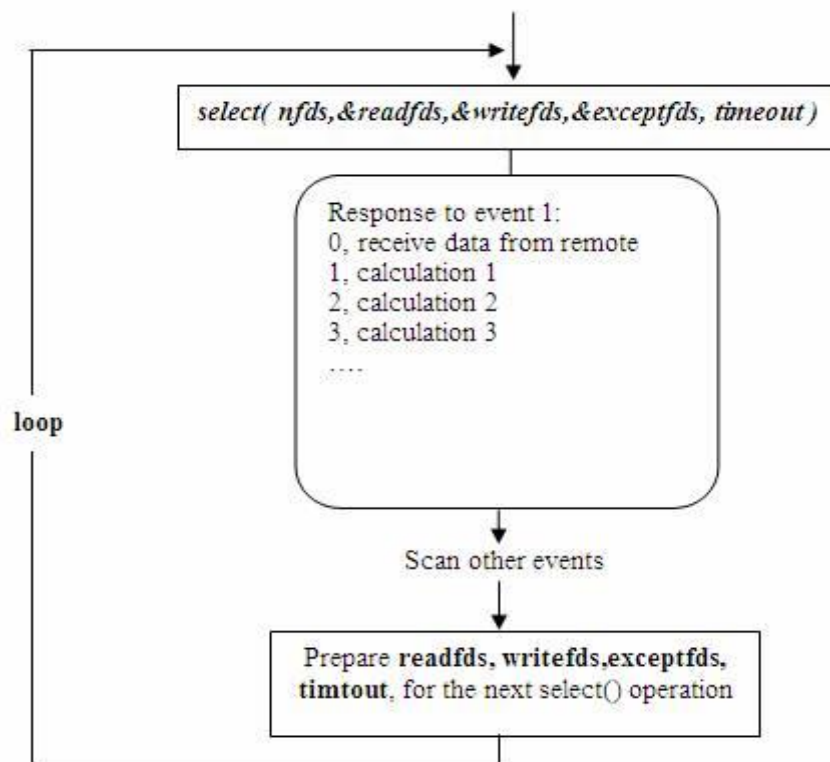 select( nfds,&readfds,&writefds,&exceptfds, timeout )
Response to event 1:
0, receive data from remote
1, calculation 1
2, calculation 2
3, calculation 3
….
loop
Scan other events
Prepare readfds, writefds,exceptfds,
timtout, for the next select() operation